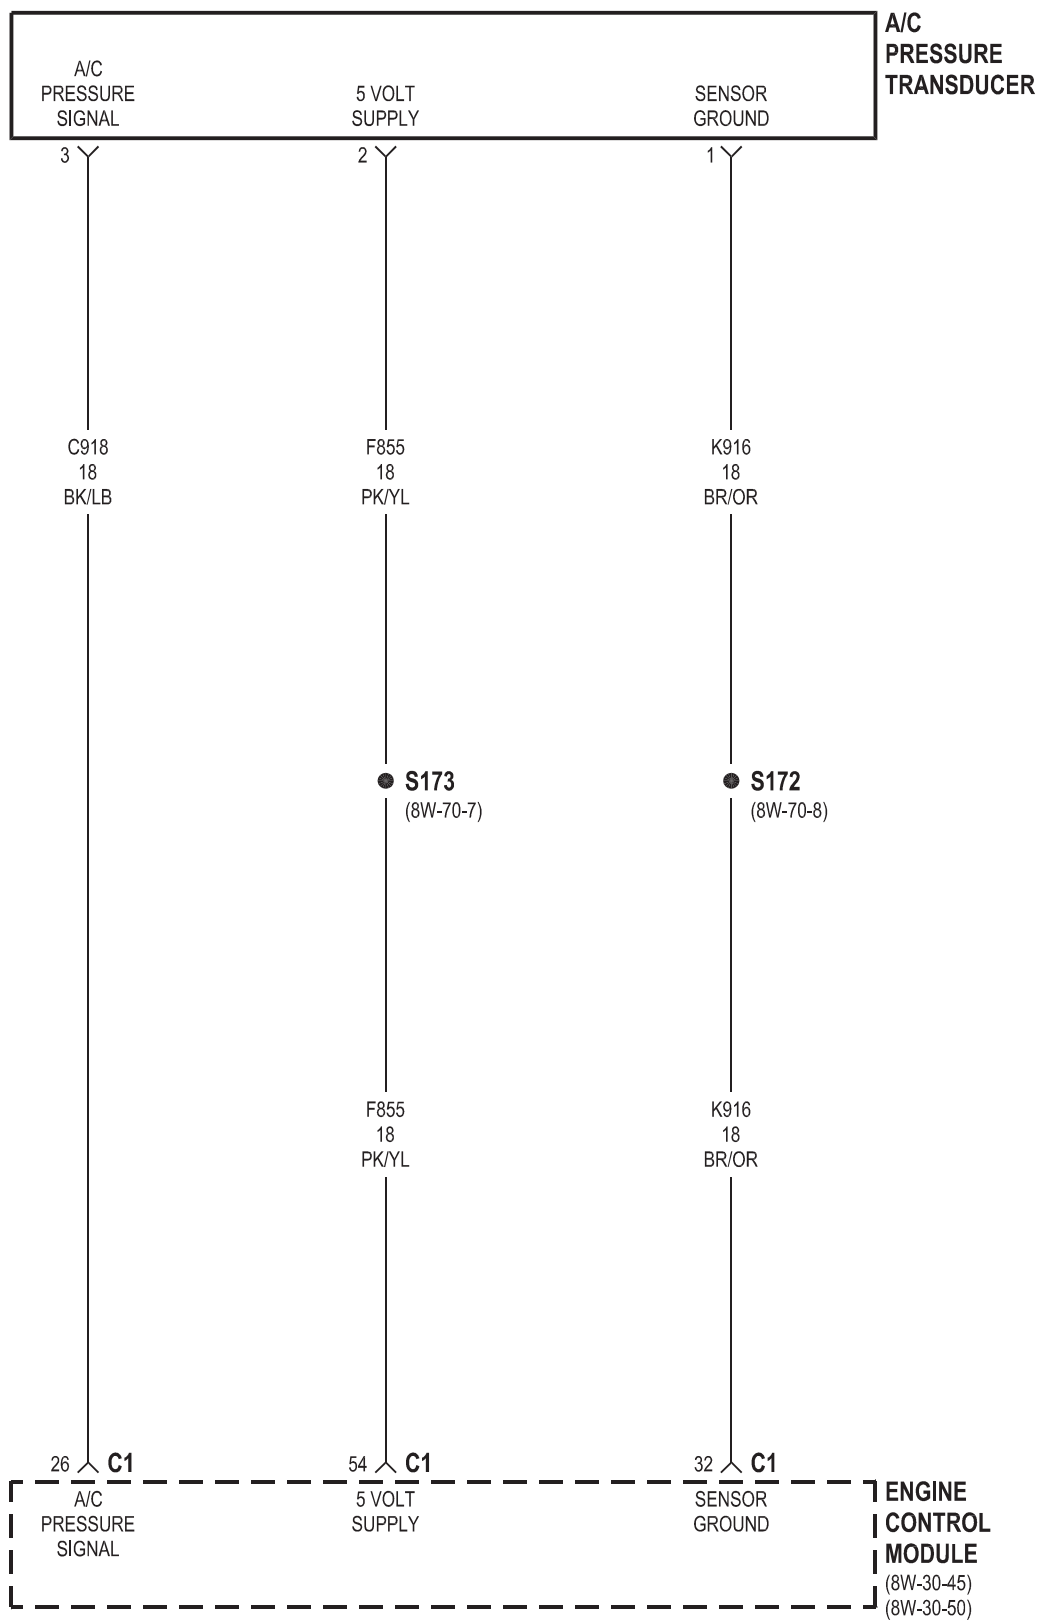 A/C
PRESSURE
TRANSDUCER
A/C
PRESSURE
SIGNAL
5 VOLT
SUPPLY
SENSOR
GROUND
3
2
1
C918
18
BK/LB
F855
18
PK/YL
K916
18
BR/OR
S173
(8W-70-7)
S172
(8W-70-8)
F855
18
PK/YL
K916
18
BR/OR
26 C1
54 C1
32 C1
A/C
PRESSURE
SIGNAL
5 VOLT
SUPPLY
SENSOR
GROUND
ENGINE
CONTROL
MODULE
(8W-30-45)
(8W-30-50)